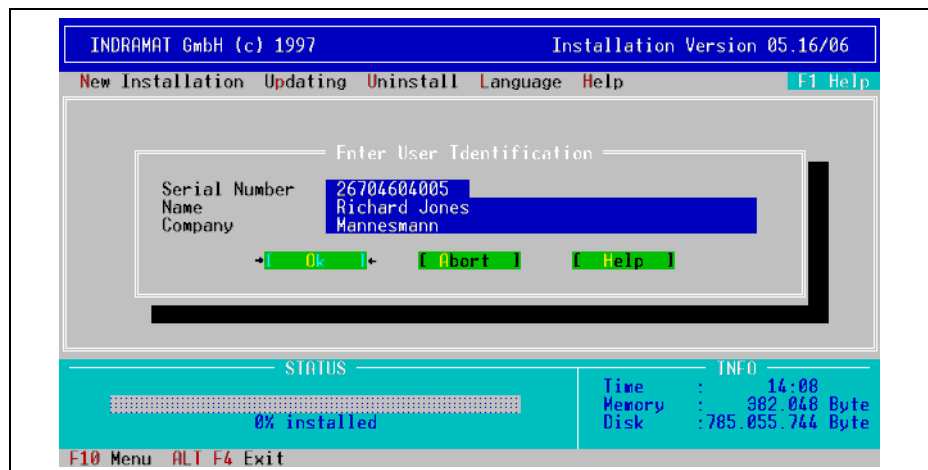 INDRAMAT GmbH (c) 1997 Installation Version 05.16/06
New Installation Updating Uninstall Language Help F1 Help
Enter User Identification
Serial Number 26704604005
Name Richard Jones
Company Mannesmann
[ Ok ] [ Abort ] [ Help ]
STATUS INFO
Time : 14:08
Memory : 382.048 Byte
0% installed Disk :785.055.744 Byte
F10 Menu ALT F4 Exit